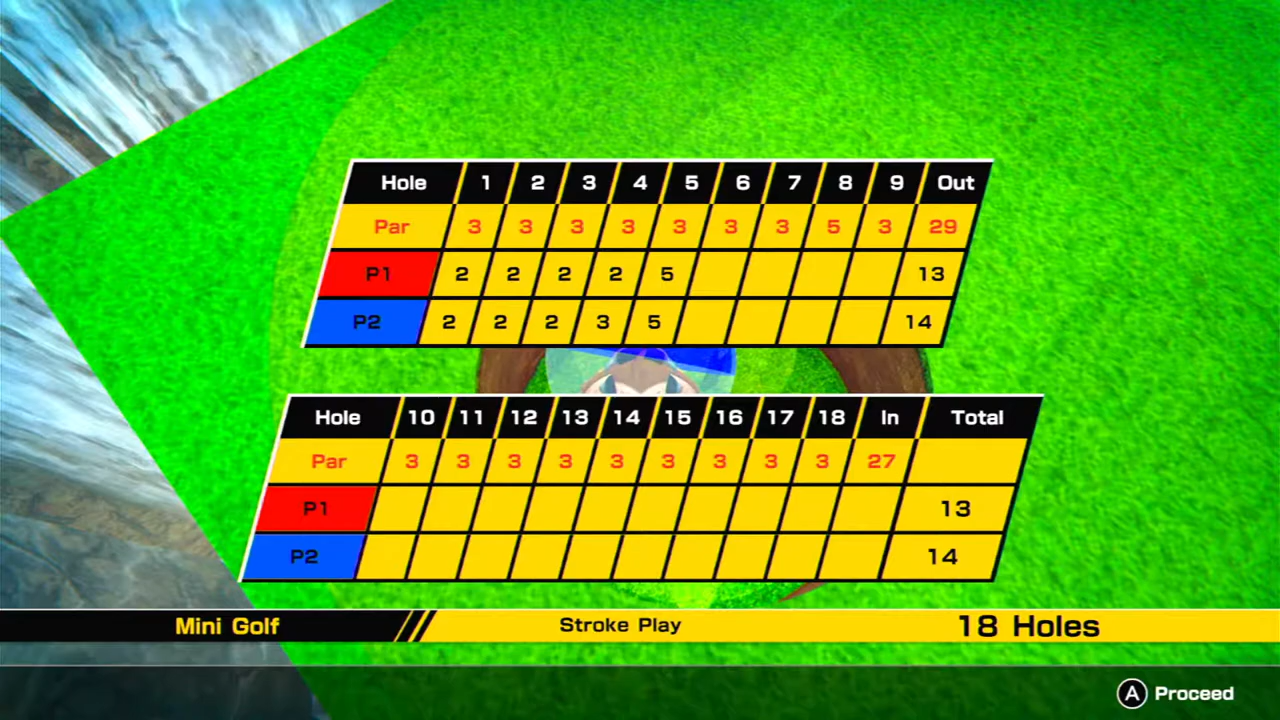 Hole 1 2 3 4 5 6 7 8 9 Out
Par 3 3 3 3 3 3 3 5 3 29
P1 2 2 2 2 5 13
P2 2 2 2 3 5 14
Hole 10 11 12 13 14 15 16 17 18 In Total
Par 3 3 3 3 3 3 3 3 3 27
P1 13
P2 14
Mini Golf Stroke Play 18 Holes
A Proceed